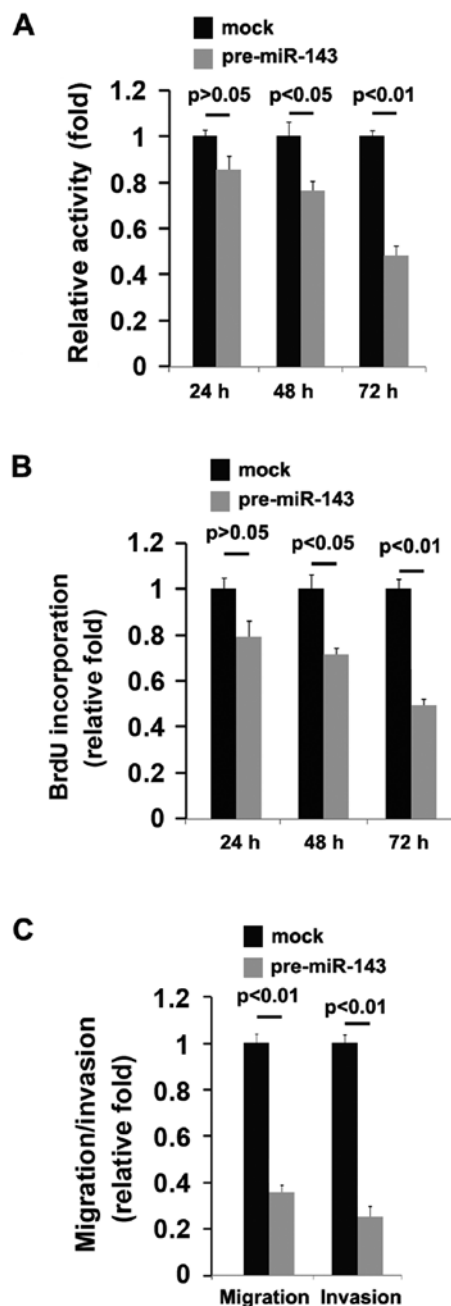 A
mock
pre-miR-143
p>0.05 p<0.05 p<0.01
Relative activity (fold)
1.2
1
0.8
0.6
0.4
0.2
0
24 h 48 h 72 h
B
mock
pre-miR-143
p>0.05 p<0.05 p<0.01
BrdU incorporation
(relative fold)
1.2
1
0.8
0.6
0.4
0.2
0
24 h 48 h 72 h
C
mock
pre-miR-143
p<0.01 p<0.01
Migration/invasion
(relative fold)
1.2
1
0.8
0.6
0.4
0.2
0
Migration Invasion